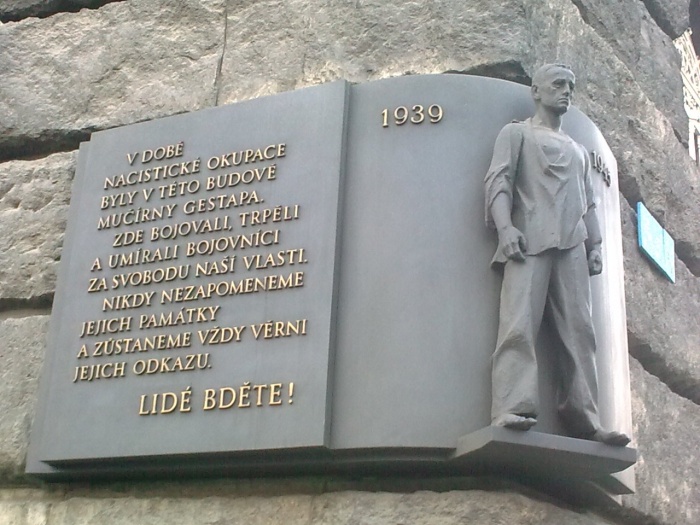 V DOBĚ
NACISTICKÉ OKUPACE
BYLY V TÉTO BUDOVĚ
MUČÍRNY GESTAPA.
ZDE BOJOVALI, TRPĚLI
A UMÍRALI BOJOVNÍCI
ZA SVOBODU NAŠÍ VLASTI.
NIKDY NEZAPOMENEME
JEJICH PAMÁTKY
A ZŮSTANEME VŽDY VĚRNI
JEJICH ODKAZU.
LIDÉ BDĚTE!
1939